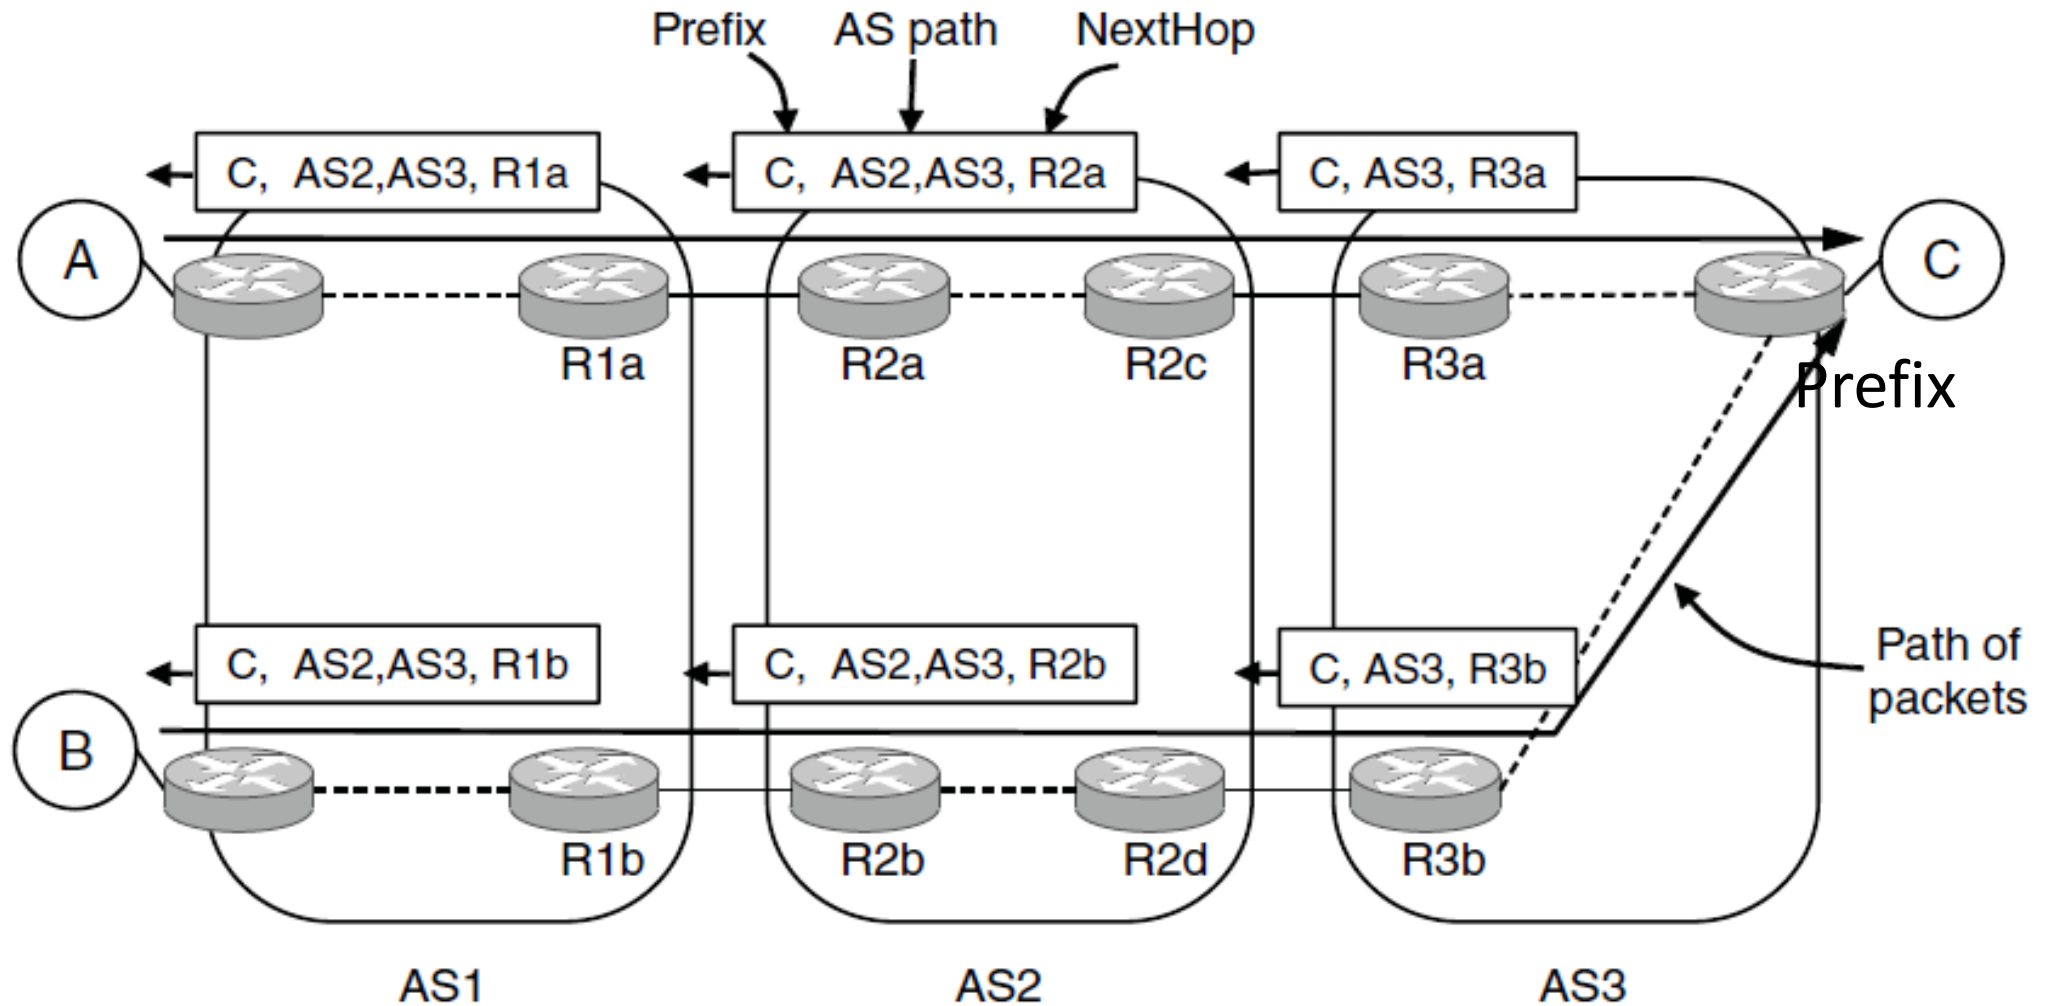 Prefix AS path NextHop
C, AS2,AS3, R1a
C, AS2,AS3, R2a
C, AS3, R3a
A
C
R1a
R2a
R2c
R3a
Prefix
C, AS2,AS3, R1b
C, AS2,AS3, R2b
C, AS3, R3b
Path of
packets
B
R1b
R2b
R2d
R3b
AS1
AS2
AS3